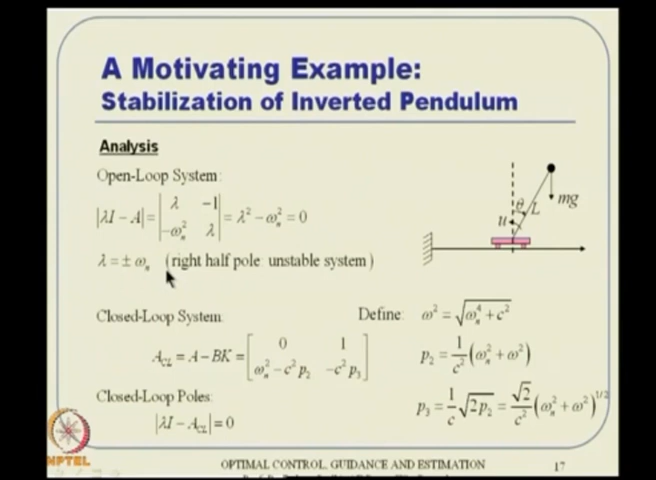 A Motivating Example:
Stabilization of Inverted Pendulum
Analysis
Open-Loop System:
|λI − A| = | λ −1 ; −ω_n² λ | = λ² − ω_n² = 0
λ = ± ω_n (right half pole: unstable system)
Closed-Loop System:
A_CL = A − BK = [ 0 1 ; ω_n² − c²p₂ −c²p₃ ]
Closed-Loop Poles:
|λI − A_CL| = 0
Define: ω² = √(ω_n⁴ + c²)
p₂ = 1/c² (ω_n² + ω²)
p₃ = 1/c √(2p₂) = √2/c² (ω_n² + ω²)^{1/2}
θ
L
mg
u
NPTEL
OPTIMAL CONTROL, GUIDANCE AND ESTIMATION
17